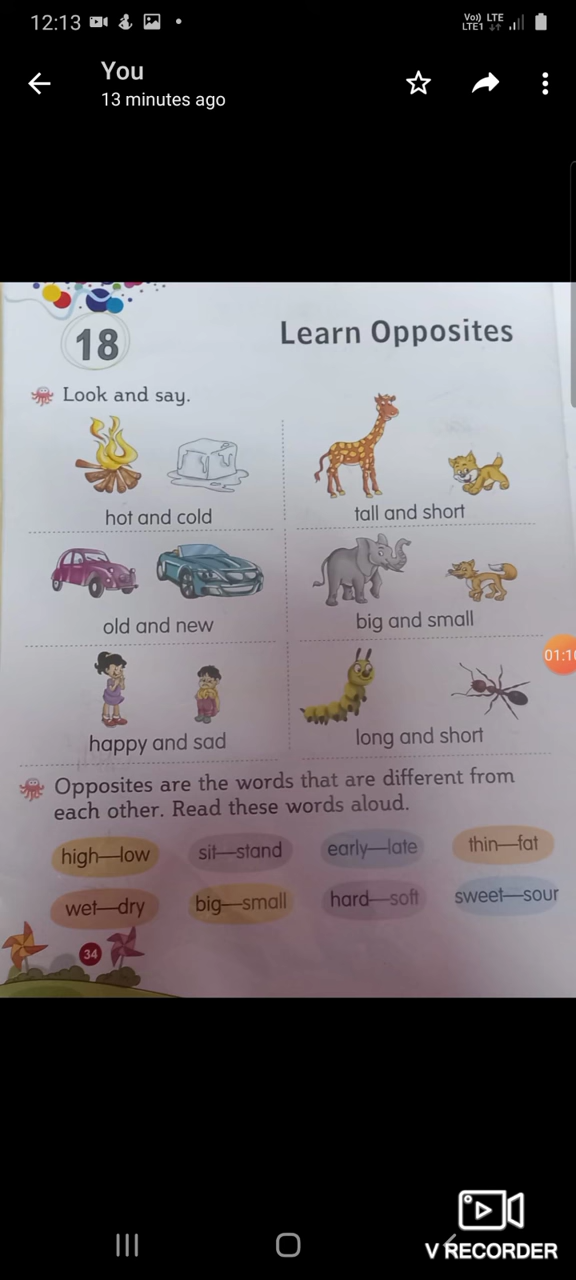 12:13
Vo)) LTE
LTE1
You
13 minutes ago
18
Learn Opposites
Look and say.
hot and cold
tall and short
old and new
big and small
happy and sad
long and short
Opposites are the words that are different from
each other. Read these words aloud.
high—low sit—stand early—late thin—fat
wet—dry big—small hard—soft sweet—sour
34
V RECORDER